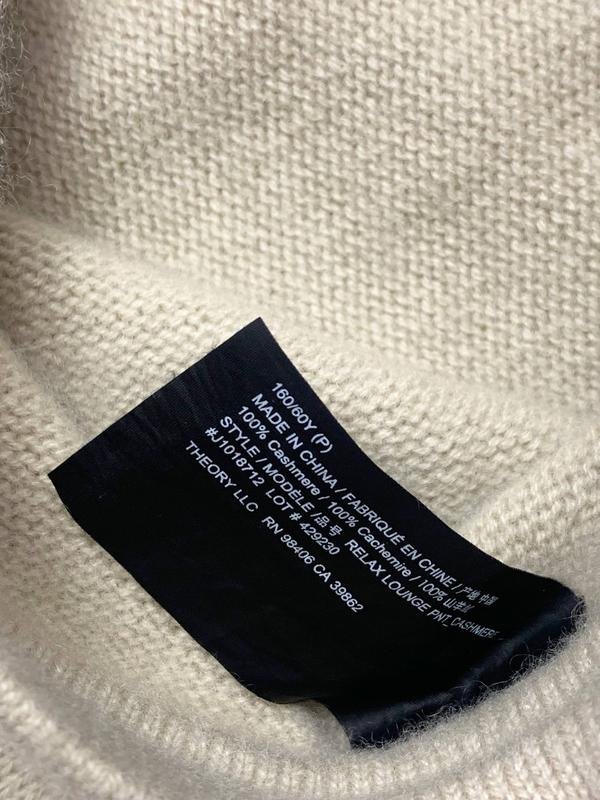 160/60Y (P)
MADE IN CHINA / FABRIQUÉ EN CHINE / 产地 中国
100% Cashmere / 100% Cachemire / 100% 山羊绒
STYLE / MODÈLE / 品号 RELAX LOUNGE PNT_CASHMERE
#J1018712 LOT # 429230
THEORY LLC RN 98406 CA 39862